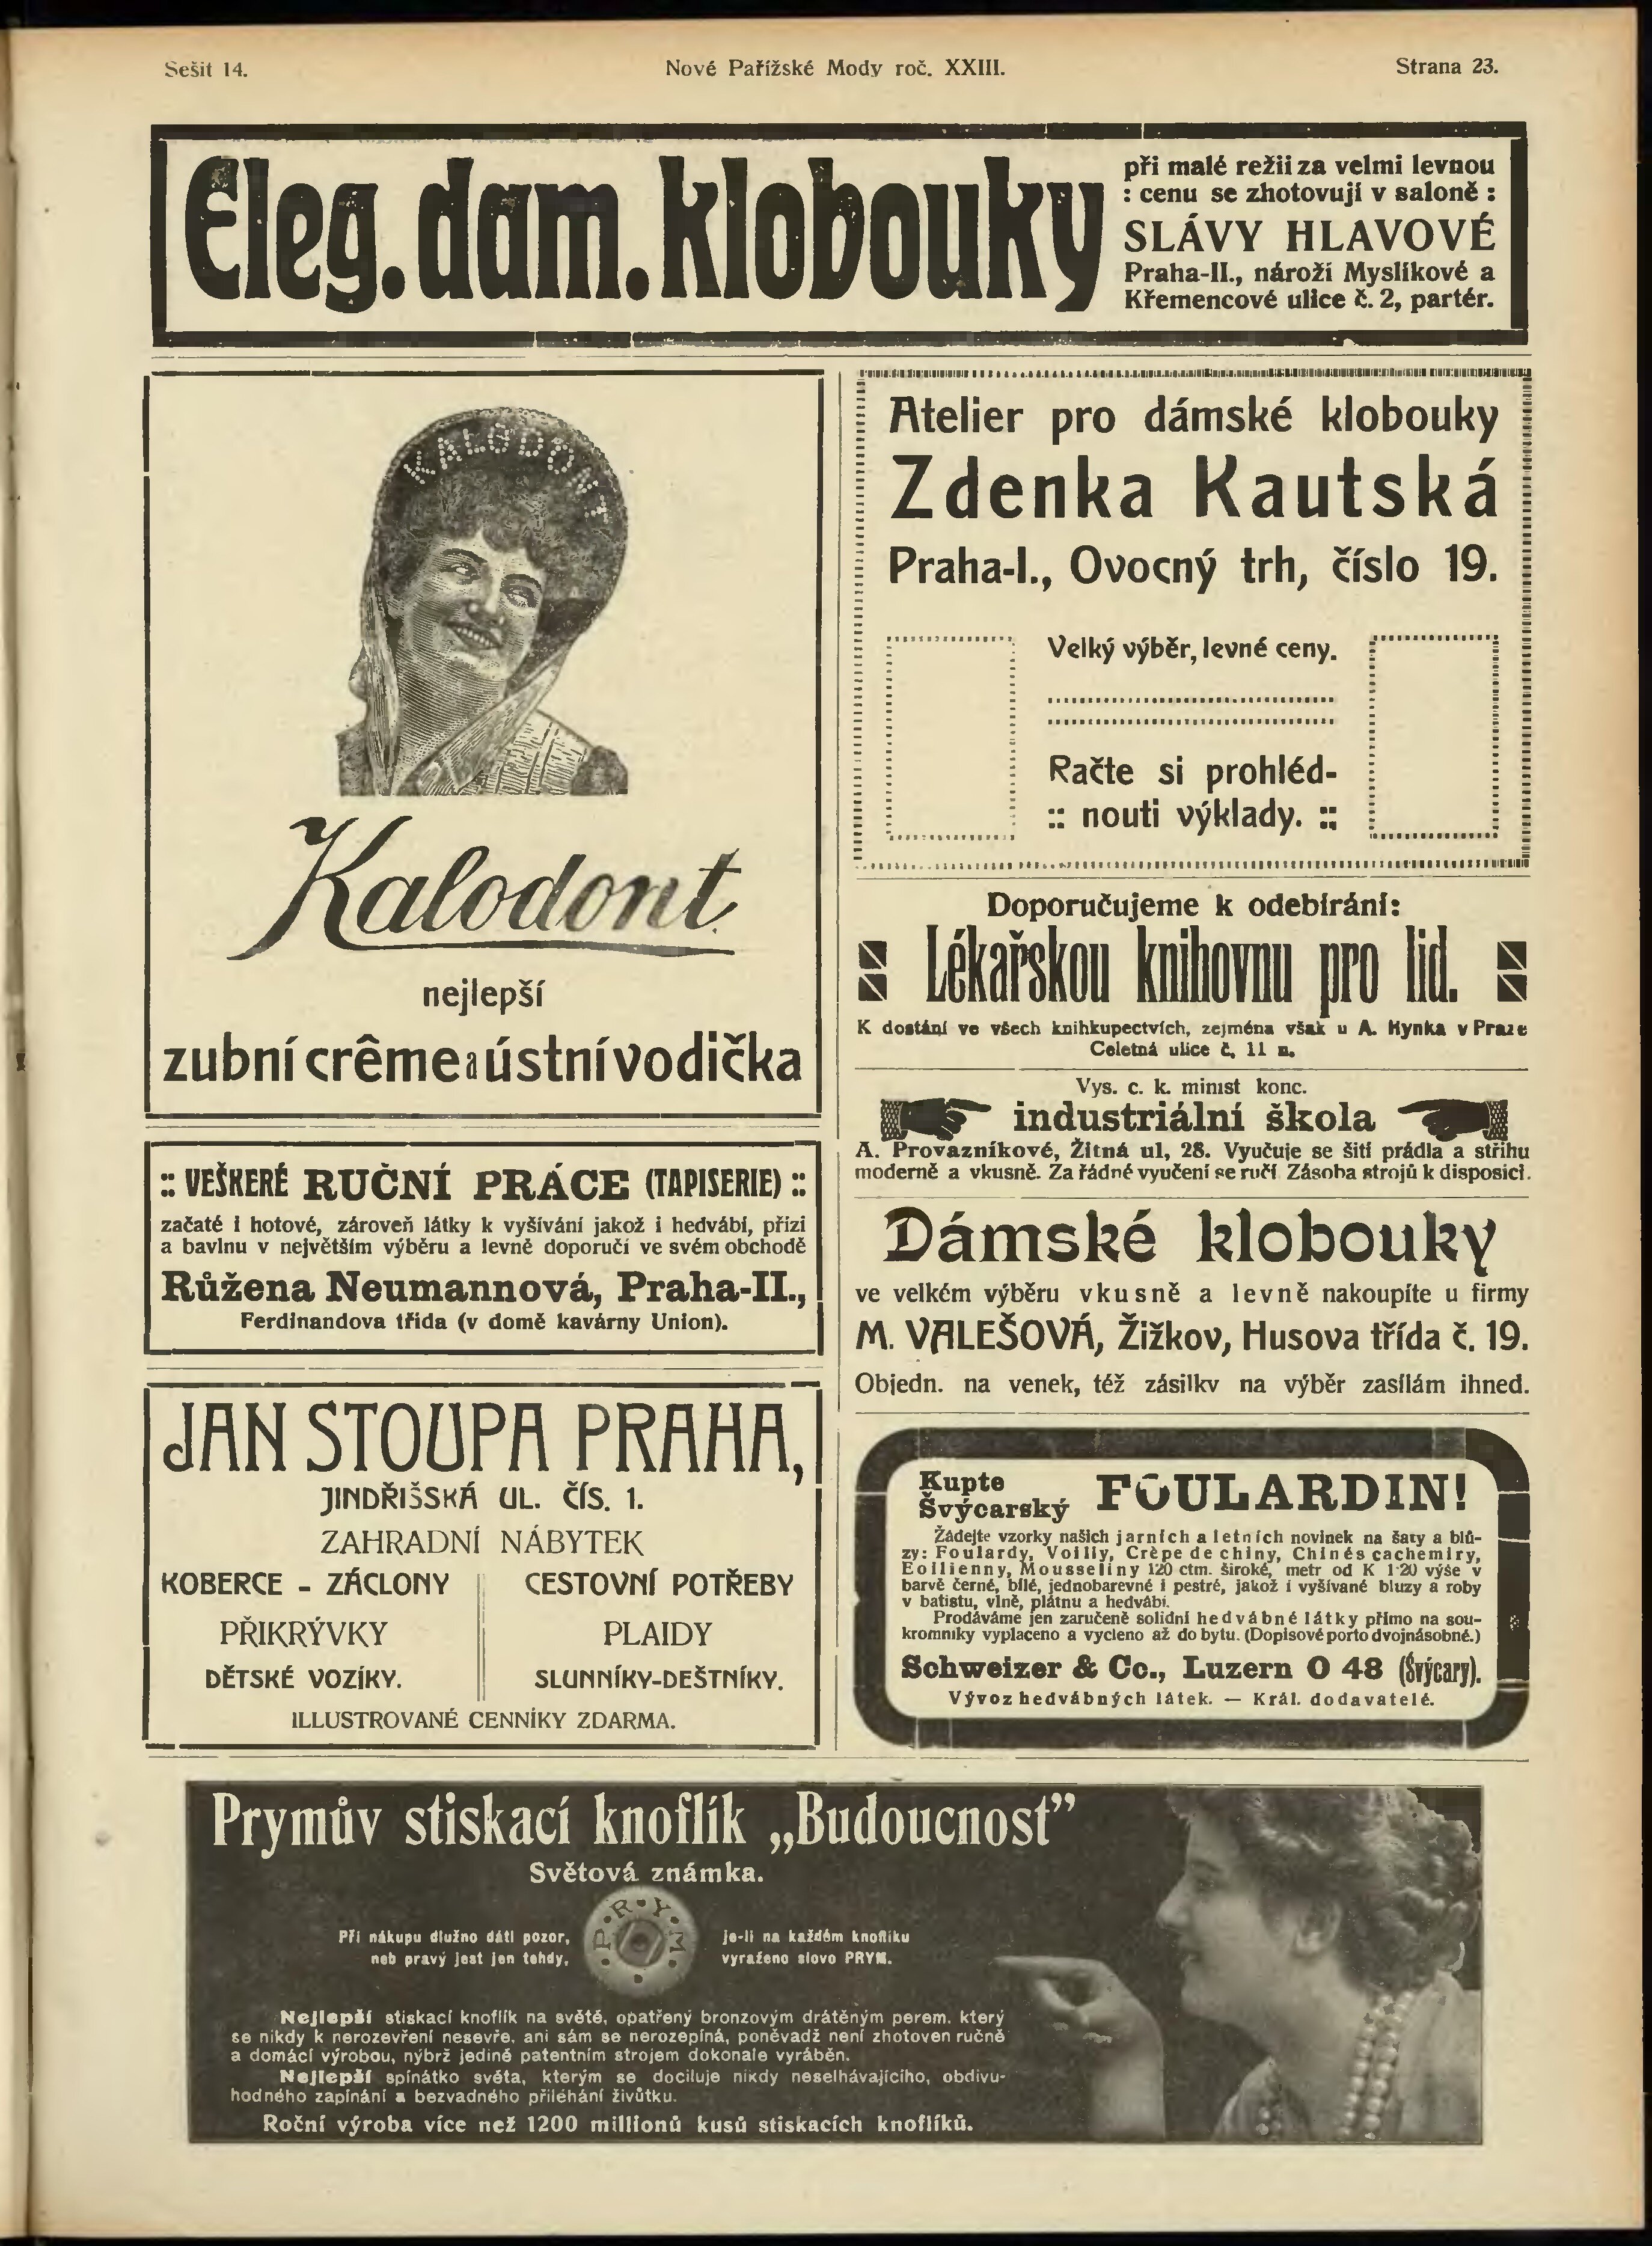 Sešit 14.
Nové Pařížské Mody roč. XXIII.
Strana 23.
Eleg. dam. klobouky
při malé režii za velmi levnou
: cenu se zhotovují v saloně :
SLÁVY HLAVOVÉ
Praha-II., nároží Myslíkové a
Křemencové ulice č. 2, partér.
KALODONT
Kalodont
nejlepší
zubní crême a ústní vodička
:: VEŠKERÉ RUČNÍ PRÁCE (TAPISERIE) ::
začaté i hotové, zároveň látky k vyšívání jakož i hedvábí, přízi
a bavlnu v největším výběru a levně doporučí ve svém obchodě
Růžena Neumannová, Praha-II.,
Ferdinandova třída (v domě kavárny Union).
JAN STOUPA PRAHA,
JINDŘIŠSKÁ UL. ČÍS. 1.
ZAHRADNÍ NÁBYTEK
KOBERCE - ZÁCLONY
PŘIKRÝVKY
DĚTSKÉ VOZÍKY.
CESTOVNÍ POTŘEBY
PLAIDY
SLUNNÍKY-DEŠTNÍKY.
ILLUSTROVANÉ CENNÍKY ZDARMA.
Atelier pro dámské klobouky
Zdenka Kautská
Praha-I., Ovocný trh, číslo 19.
Velký výběr, levné ceny.
Račte si prohléd-
:: nouti výklady. ::
Doporučujeme k odebírání:
Lékařskou knihovnu pro lid.
K dostání ve všech knihkupectvích, zejména však u A. Hynka v Praze
Celetná ulice č. 11 n.
Vys. c. k. minist konc.
industriální škola
A. Provazníkové, Žitná ul, 28. Vyučuje se šití prádla a střihu
moderně a vkusně. Za řádné vyučení se ručí Zásoba strojů k disposici.
Dámské klobouky
ve velkém výběru vkusně a levně nakoupíte u firmy
M. VALEŠOVÁ, Žižkov, Husova třída č. 19.
Objedn. na venek, též zásilky na výběr zasílám ihned.
Kupte
Švýcarský
FOULARDIN!
Žádejte vzorky našich jarních a letních novinek na šaty a blů-
zy: Foulardy, Voilly, Crêpe de chiny, Chinés cachemiry,
Eoilienny, Mousseliny 120 ctm. široké, metr od K 1·20 výše v
barvě černé, bílé, jednobarevné i pestré, jakož i vyšívané bluzy a roby
v batistu, vlně, plátnu a hedvábí.
Prodáváme jen zaručeně solidní hedvábné látky přímo na sou-
kromníky vyplaceno a vycleno až do bytu. (Dopisové porto dvojnásobné.)
Schweizer & Co., Luzern O 48 (Švýcary).
Vývoz hedvábných látek. — Král. dodavatelé.
Prymův stiskací knoflík „Budoucnost”
Světová známka.
Při nákupu dlužno dáti pozor,
neb pravý jest jen tehdy,
PRYM
je-li na každém knoflíku
vyraženo slovo PRYM.
Nejlepší stiskací knoflík na světě, opatřený bronzovým drátěným perem, který
se nikdy k nerozevření nesevře, ani sám se nerozepíná, poněvadž není zhotoven ručně
a domácí výrobou, nýbrž jedině patentním strojem dokonale vyráběn.
Nejlepší spinátko světa, kterým se dociluje nikdy neselhávajícího, obdivu-
hodného zapínání a bezvadného přiléhání živůtku.
Roční výroba více než 1200 millionů kusů stiskacích knoflíků.